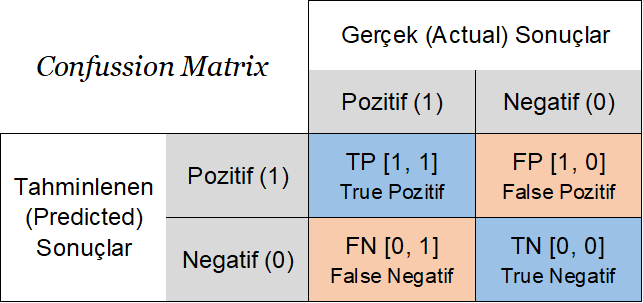 Confussion Matrix
Gerçek (Actual) Sonuçlar
Pozitif (1)
Negatif (0)
Tahminlenen
(Predicted)
Sonuçlar
Pozitif (1)
TP [1, 1]
True Pozitif
FP [1, 0]
False Pozitif
Negatif (0)
FN [0, 1]
False Negatif
TN [0, 0]
True Negatif